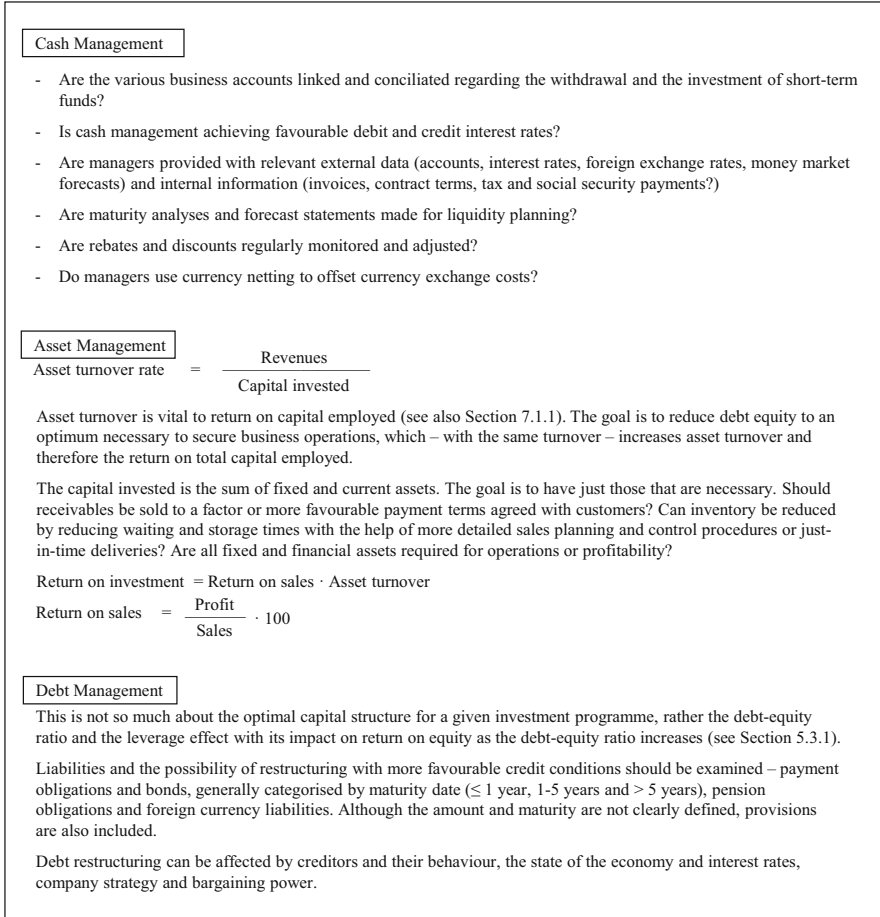 Cash Management
- Are the various business accounts linked and conciliated regarding the withdrawal and the investment of short-term
funds?
- Is cash management achieving favourable debit and credit interest rates?
- Are managers provided with relevant external data (accounts, interest rates, foreign exchange rates, money market
forecasts) and internal information (invoices, contract terms, tax and social security payments?)
- Are maturity analyses and forecast statements made for liquidity planning?
- Are rebates and discounts regularly monitored and adjusted?
- Do managers use currency netting to offset currency exchange costs?
Asset Management
Revenues
Asset turnover rate =
Capital invested
Asset turnover is vital to return on capital employed (see also Section 7.1.1). The goal is to reduce debt equity to an
optimum necessary to secure business operations, which – with the same turnover – increases asset turnover and
therefore the return on total capital employed.
The capital invested is the sum of fixed and current assets. The goal is to have just those that are necessary. Should
receivables be sold to a factor or more favourable payment terms agreed with customers? Can inventory be reduced
by reducing waiting and storage times with the help of more detailed sales planning and control procedures or just-
in-time deliveries? Are all fixed and financial assets required for operations or profitability?
Return on investment = Return on sales · Asset turnover
Profit
Return on sales = · 100
Sales
Debt Management
This is not so much about the optimal capital structure for a given investment programme, rather the debt-equity
ratio and the leverage effect with its impact on return on equity as the debt-equity ratio increases (see Section 5.3.1).
Liabilities and the possibility of restructuring with more favourable credit conditions should be examined – payment
obligations and bonds, generally categorised by maturity date (≤ 1 year, 1-5 years and > 5 years), pension
obligations and foreign currency liabilities. Although the amount and maturity are not clearly defined, provisions
are also included.
Debt restructuring can be affected by creditors and their behaviour, the state of the economy and interest rates,
company strategy and bargaining power.